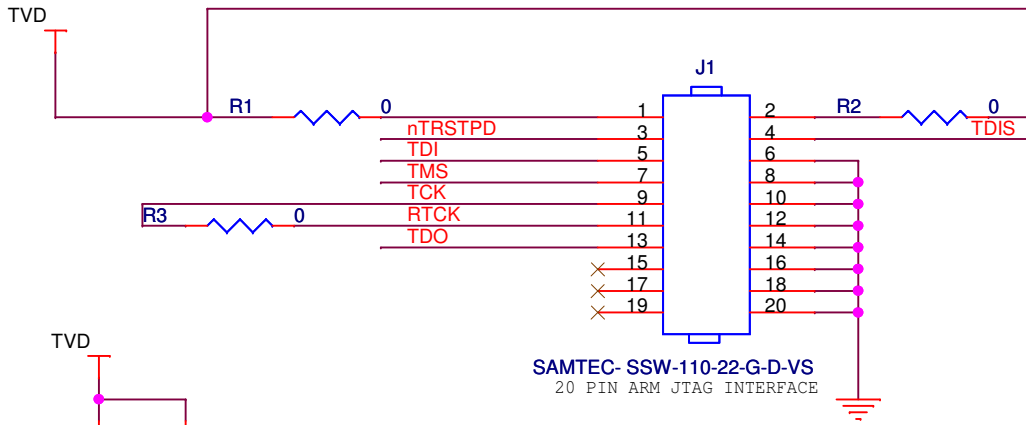 TVD
J1
R1 0 1 2 R2 0
nTRSTPD 3 4 TDIS
TDI 5 6
TMS 7 8
TCK 9 10
R3 0 RTCK 11 12
TDO 13 14
15 16
17 18
19 20
TVD
SAMTEC- SSW-110-22-G-D-VS
20 PIN ARM JTAG INTERFACE